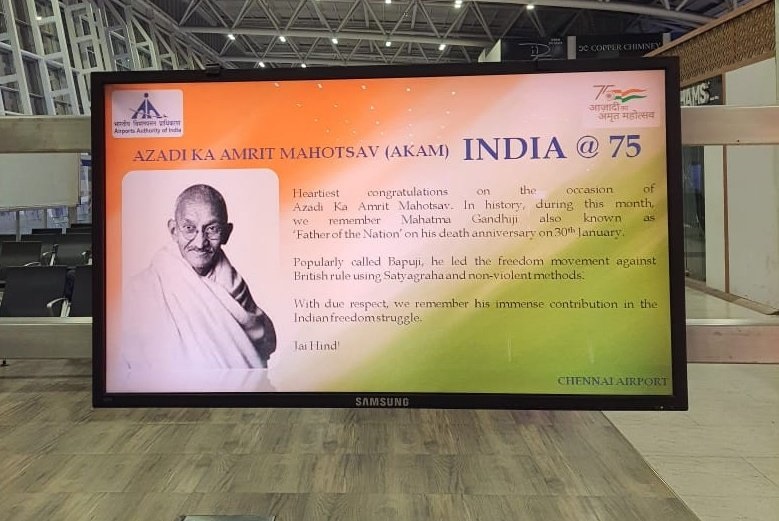 COPPER CHIMNEY
भारतीय विमानपत्तन प्राधिकरण
Airports Authority of India
75
आज़ादी का
अमृत महोत्सव
AZADI KA AMRIT MAHOTSAV (AKAM) INDIA @ 75
Heartiest congratulations on the occasion of
Azadi Ka Amrit Mahotsav. In history, during this month,
we remember Mahatma Gandhiji also known as
'Father of the Nation' on his death anniversary on 30th January.
Popularly called Bapuji, he led the freedom movement against
British rule using Satyagraha and non-violent methods.
With due respect, we remember his immense contribution in the
Indian freedom struggle.
Jai Hind!
CHENNAI AIRPORT
SAMSUNG